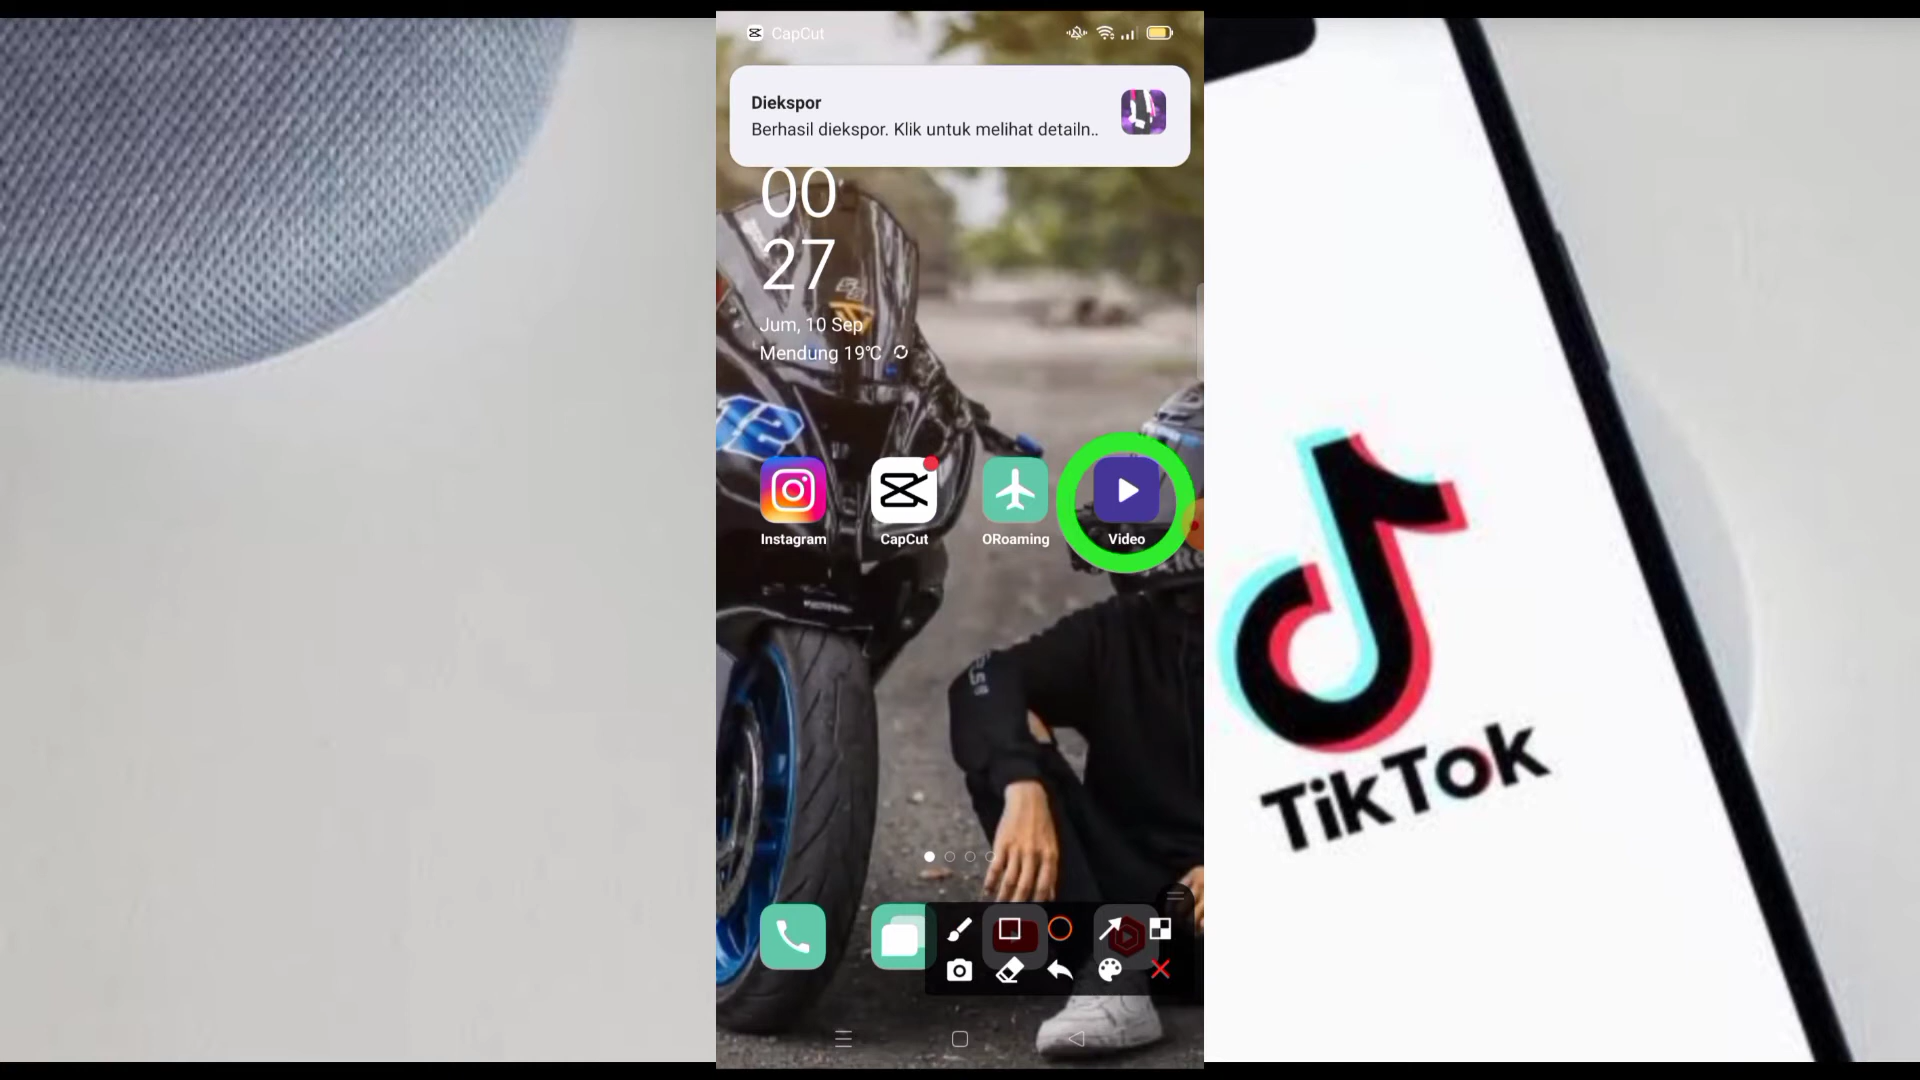 CapCut
Diekspor
Berhasil diekspor. Klik untuk melihat detailn..
00
27
Jum, 10 Sep
Mendung 19°C
Instagram
CapCut
ORoaming
Video
TikTok